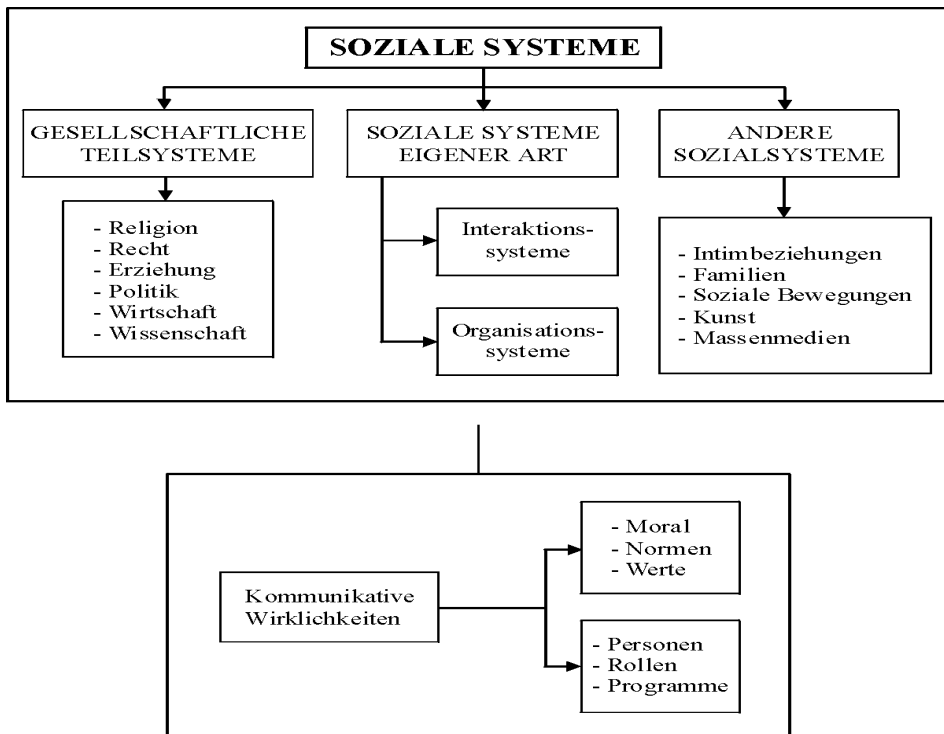 SOZIALE SYSTEME
GESELLSCHAFTLICHE
TEILSYSTEME
- Religion
- Recht
- Erziehung
- Politik
- Wirtschaft
- Wissenschaft
SOZIALE SYSTEME
EIGENER ART
Interaktions-
systeme
Organisations-
systeme
ANDERE
SOZIALSYSTEME
- Intimbeziehungen
- Familien
- Soziale Bewegungen
- Kunst
- Massenmedien
Kommunikative
Wirklichkeiten
- Moral
- Normen
- Werte
- Personen
- Rollen
- Programme